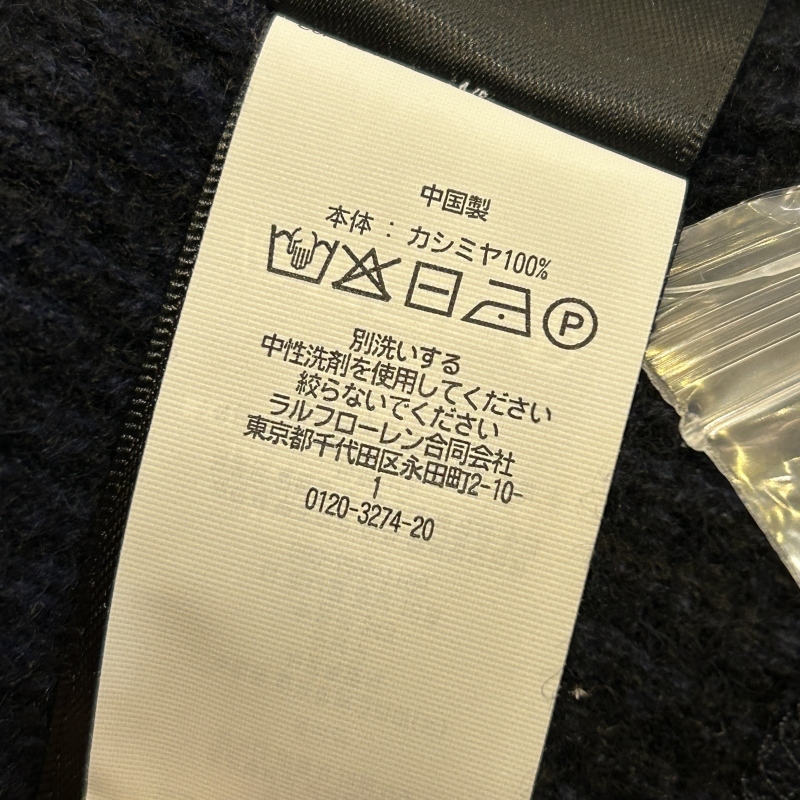 中国製
本体 : カシミヤ100%
P
別洗いする
中性洗剤を使用してください
絞らないでください
ラルフローレン合同会社
東京都千代田区永田町2-10-
1
0120-3274-20